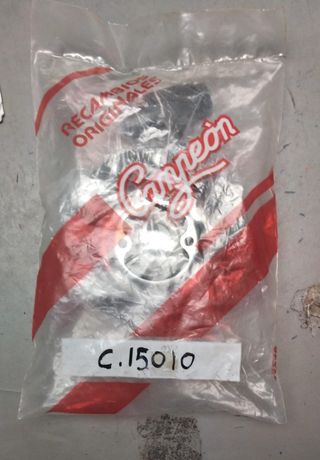 RECAMBIOS
ORIGINALES
Campeón
C.15010